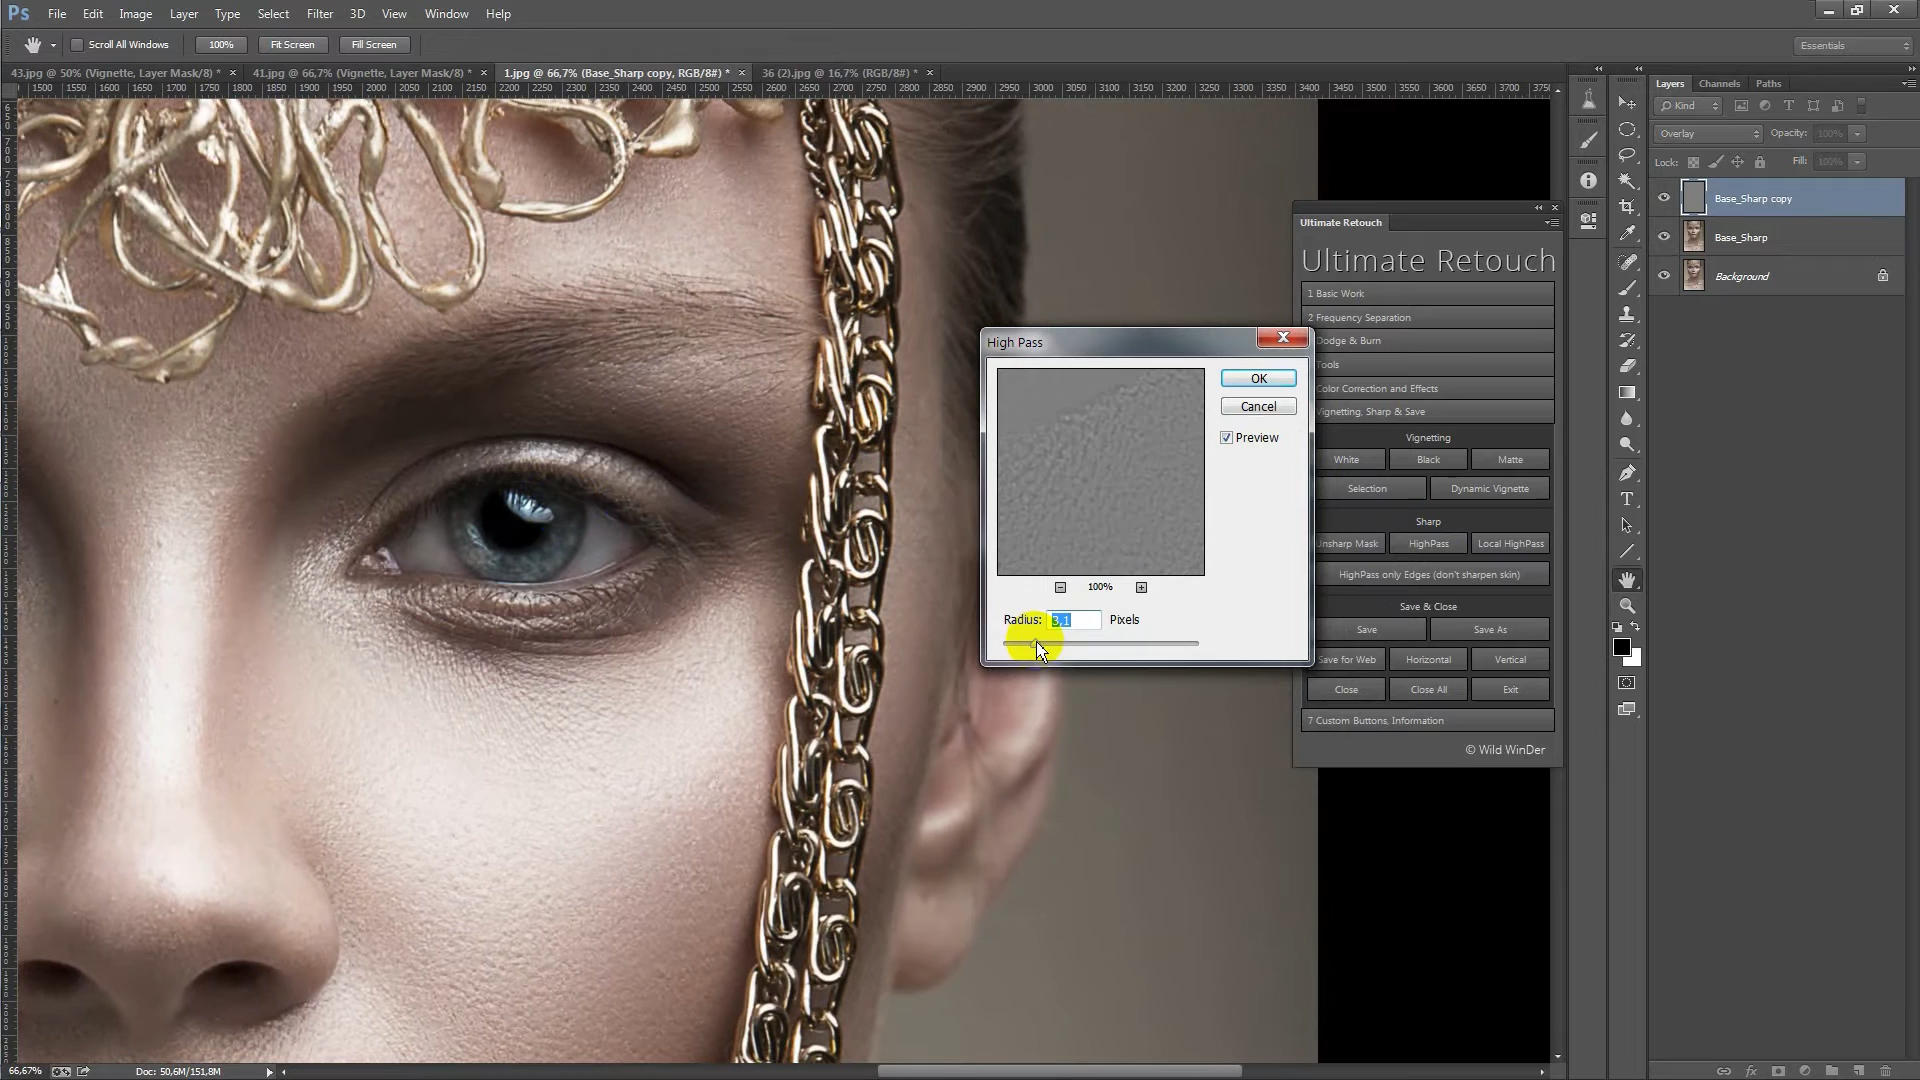 Ps File Edit Image Layer Type Select Filter 3D View Window Help
Scroll All Windows 100% Fit Screen Fill Screen Essentials
43.jpg @ 50% (Vignette, Layer Mask/8) * × 41.jpg @ 66,7% (Vignette, Layer Mask/8) * × 1.jpg @ 66,7% (Base_Sharp copy, RGB/8#) * × 36 (2).jpg @ 16,7% (RGB/8#) * ×
1500 1550 1600 1650 1700 1750 1800 1850 1900 1950 2000 2050 2100 2150 2200 2250 2300 2350 2400 2450 2500 2550 2600 2650 2700 2750 2800 2850 2900 2950 3000 3050 3100 3150 3200 3250 3300 3350 3400 3450 3500 3550 3600 3650 3700 3750
Layers Channels Paths
Kind
Overlay Opacity: 100%
Lock: Fill: 100%
Base_Sharp copy
Base_Sharp
Background
Ultimate Retouch
Ultimate Retouch
1 Basic Work
2 Frequency Separation
Dodge & Burn
Tools
Color Correction and Effects
Vignetting, Sharp & Save
Vignetting
White Black Matte
Selection Dynamic Vignette
Sharp
Unsharp Mask HighPass Local HighPass
HighPass only Edges (don't sharpen skin)
Save & Close
Save Save As
Save for Web Horizontal Vertical
Close Close All Exit
7 Custom Buttons, Information
© Wild WinDer
High Pass
OK
Cancel
Preview
100%
Radius: 3,1 Pixels
66,67% Doc: 50,6M/151,8M